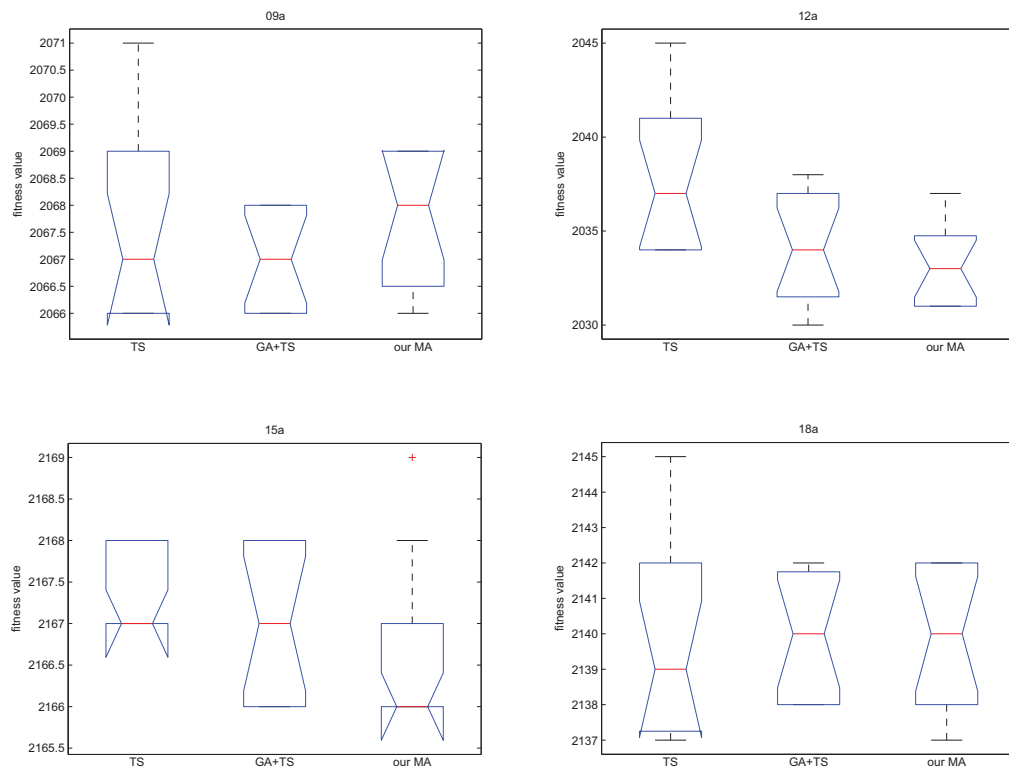 09a
fitness value
2071
2070.5
2070
2069.5
2069
2068.5
2068
2067.5
2067
2066.5
2066
TS GA+TS our MA
12a
fitness value
2045
2040
2035
2030
TS GA+TS our MA
15a
fitness value
2169
2168.5
2168
2167.5
2167
2166.5
2166
2165.5
TS GA+TS our MA
18a
fitness value
2145
2144
2143
2142
2141
2140
2139
2138
2137
TS GA+TS our MA